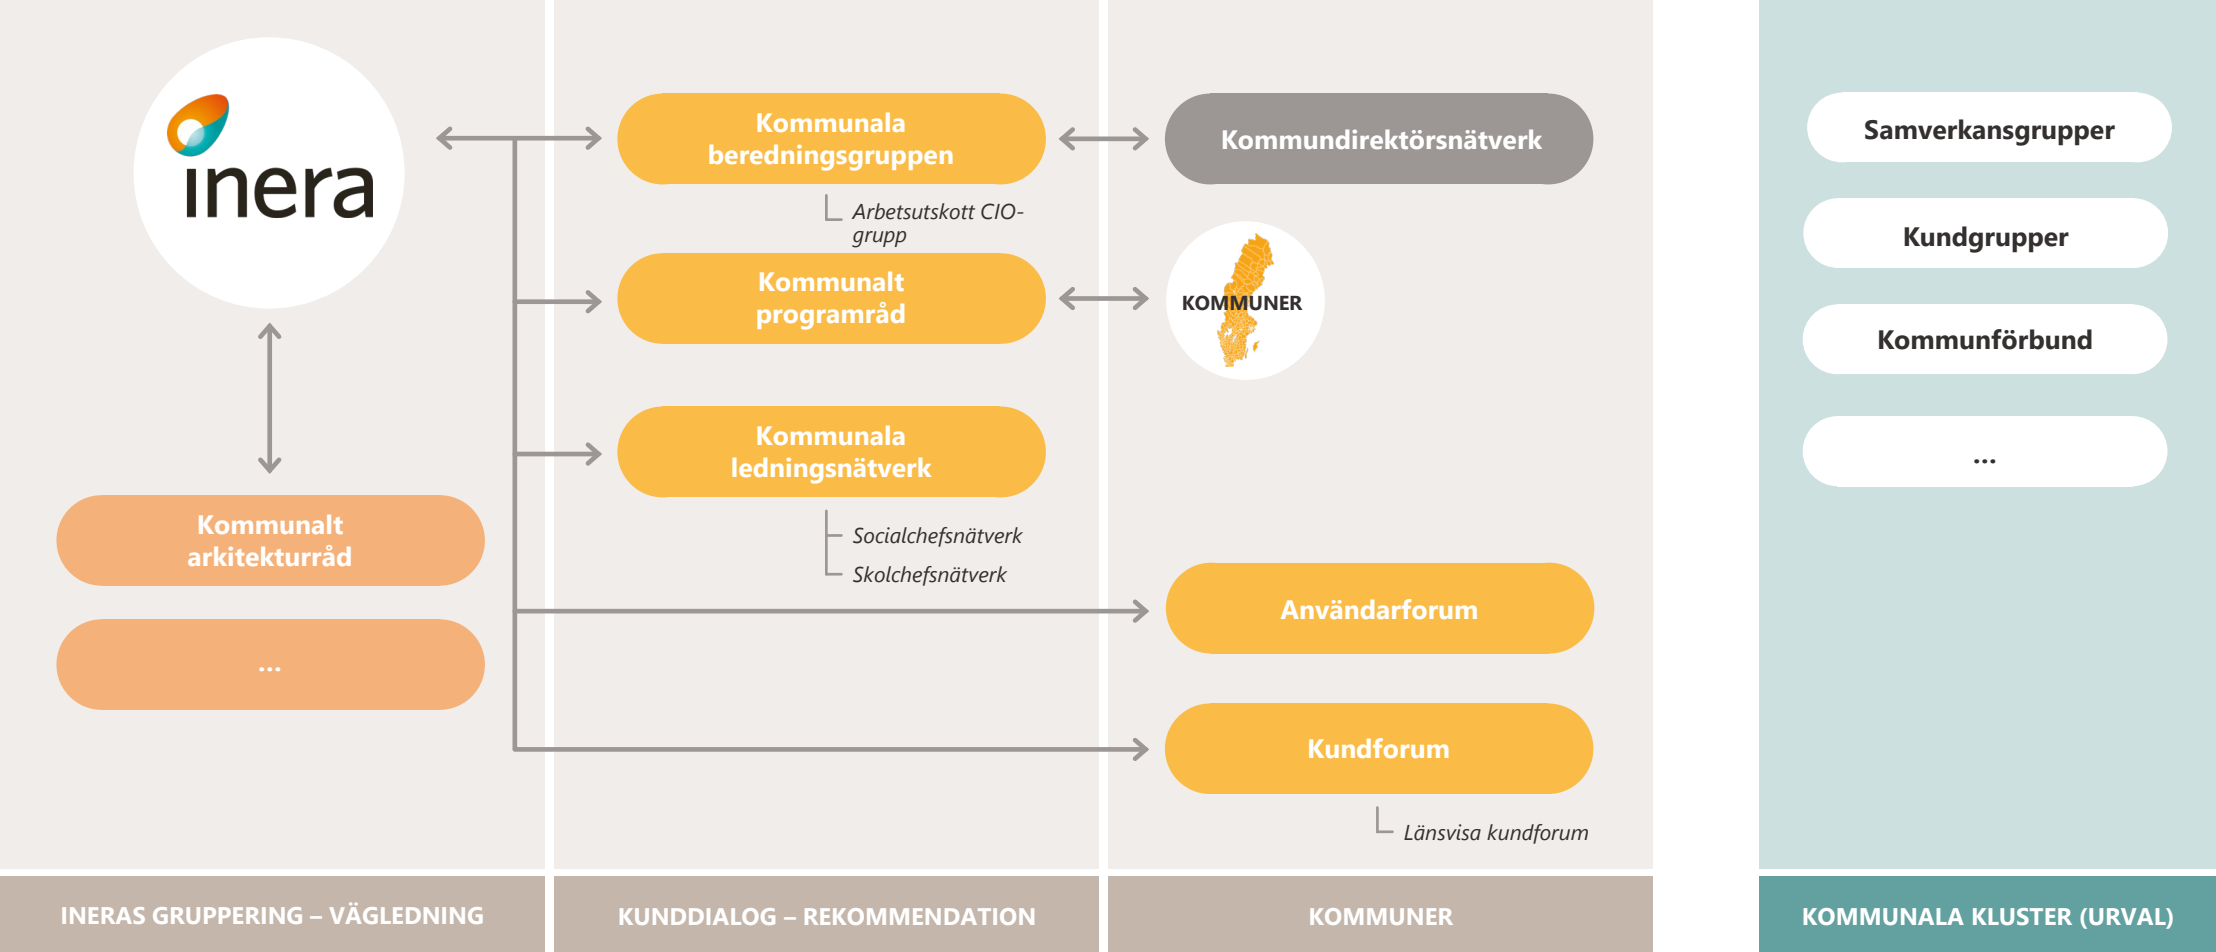 inera
Kommunalt
arkitekturråd
...
INERAS GRUPPERING – VÄGLEDNING
Kommunala
beredningsgruppen
Arbetsutskott CIO-
grupp
Kommunalt
programråd
Kommunala
ledningsnätverk
Socialchefsnätverk
Skolchefsnätverk
KUNDDIALOG – REKOMMENDATION
Kommundirektörsnätverk
KOMMUNER
Användarforum
Kundforum
Länsvisa kundforum
KOMMUNER
Samverkansgrupper
Kundgrupper
Kommunförbund
...
KOMMUNALA KLUSTER (URVAL)